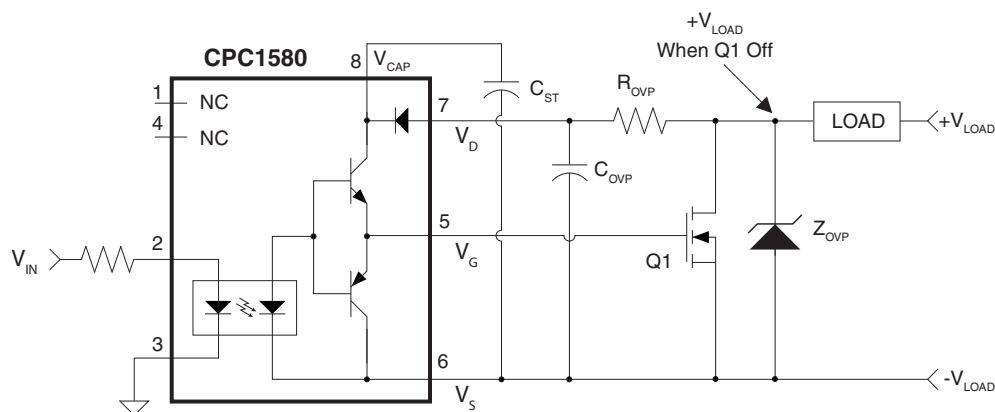 +V_LOAD
When Q1 Off
CPC1580
8 V_CAP
1 NC
C_ST
7
R_OVP
4 NC
V_D
LOAD
+V_LOAD
C_OVP
5
V_G
2
V_IN
Q1
Z_OVP
3
6
V_S
-V_LOAD